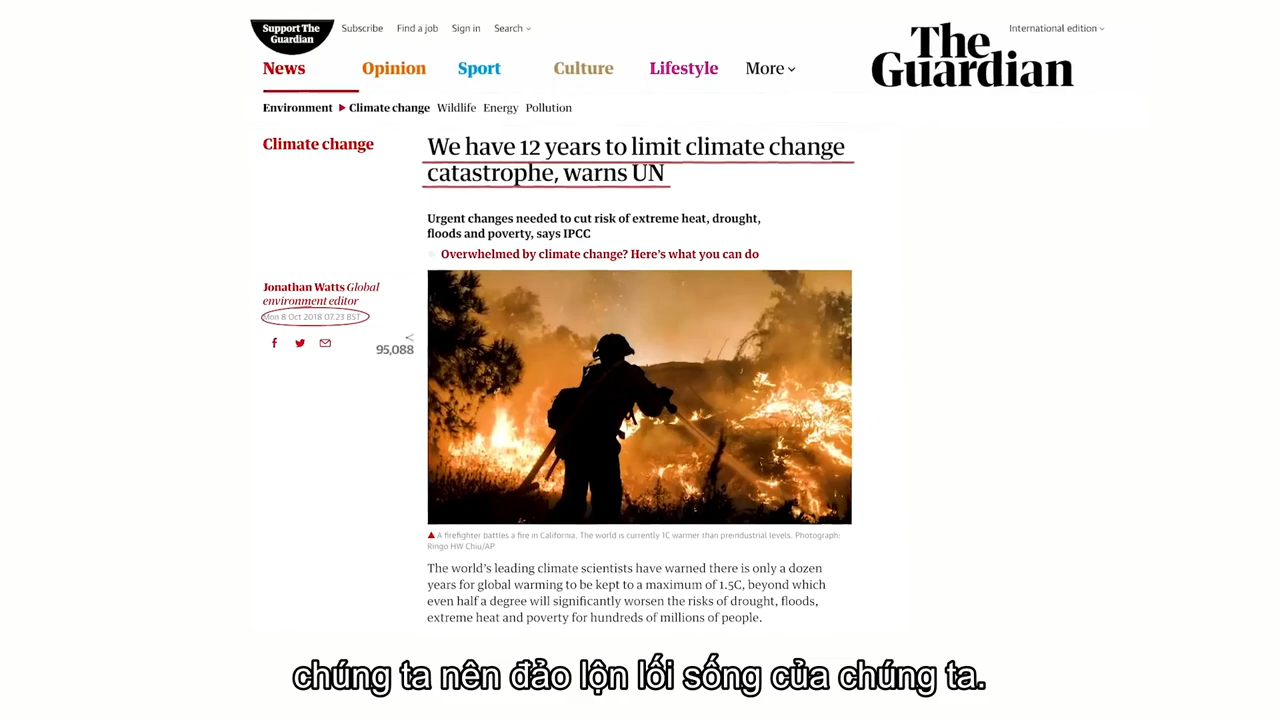 Support The
Guardian
Subscribe Find a job Sign in Search
International edition
The
Guardian
News Opinion Sport Culture Lifestyle More
Environment Climate change Wildlife Energy Pollution
Climate change
We have 12 years to limit climate change
catastrophe, warns UN
Urgent changes needed to cut risk of extreme heat, drought,
floods and poverty, says IPCC
Overwhelmed by climate change? Here's what you can do
Jonathan Watts Global
environment editor
Mon 8 Oct 2018 07.23 BST
95,088
A firefighter battles a fire in California. The world is currently 1C warmer than preindustrial levels. Photograph:
Ringo HW Chiu/AP
The world's leading climate scientists have warned there is only a dozen
years for global warming to be kept to a maximum of 1.5C, beyond which
even half a degree will significantly worsen the risks of drought, floods,
extreme heat and poverty for hundreds of millions of people.
chúng ta nên đảo lộn lối sống của chúng ta.